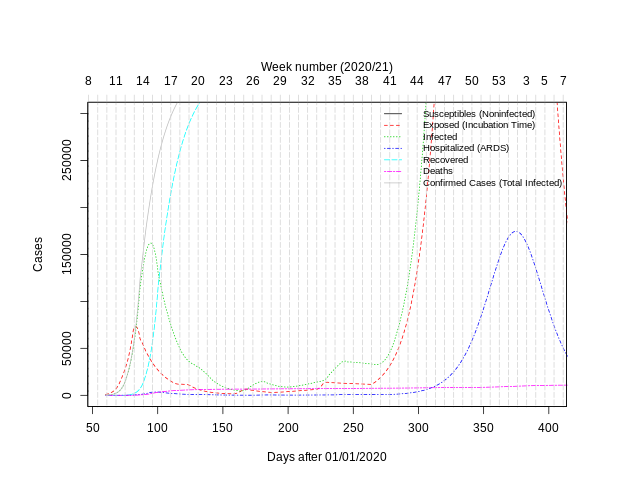 Week number (2020/21)
8 11 14 17 20 23 26 29 32 35 38 41 44 47 50 53 3 5 7
Susceptibles (Noninfected)
Exposed (Incubation Time)
Infected
Hospitalized (ARDS)
Recovered
Deaths
Confirmed Cases (Total Infected)
Cases
250000
150000
50000
0
50 100 150 200 250 300 350 400
Days after 01/01/2020